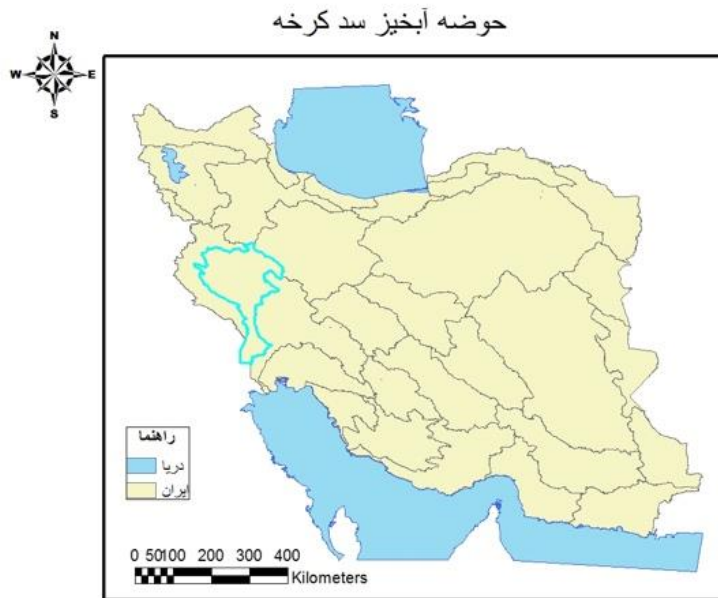 حوضه آبخیز سد کرخه
N
W E
S
راهنما
دریا
ایران
0 50100 200 300 400
Kilometers